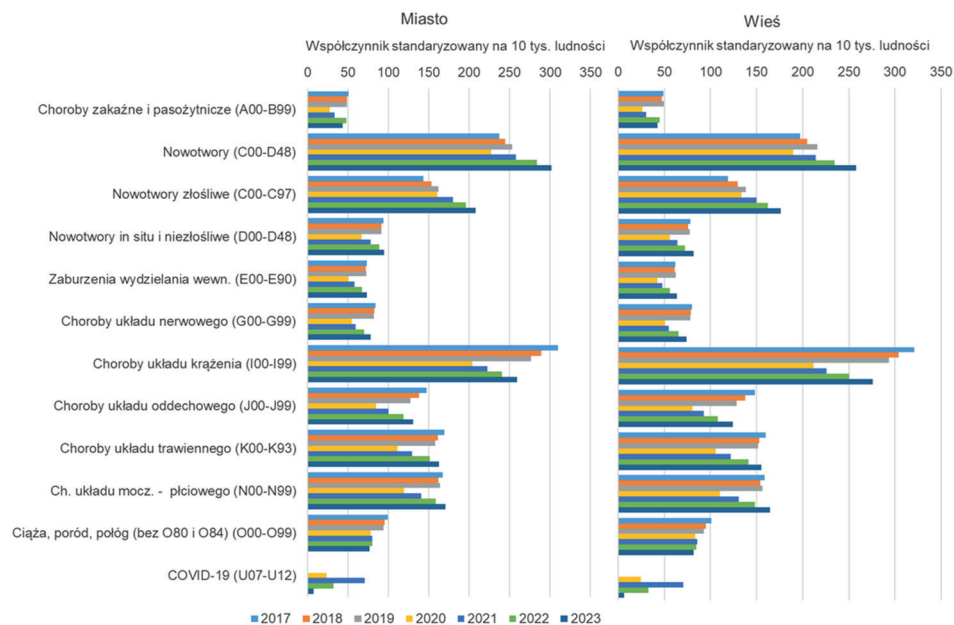 Miasto
Wieś
Współczynnik standaryzowany na 10 tys. ludności
Współczynnik standaryzowany na 10 tys. ludności
0 50 100 150 200 250 300 350
0 50 100 150 200 250 300 350
Choroby zakaźne i pasożytnicze (A00-B99)
Nowotwory (C00-D48)
Nowotwory złośliwe (C00-C97)
Nowotwory in situ i niezłośliwe (D00-D48)
Zaburzenia wydzielania wewn. (E00-E90)
Choroby układu nerwowego (G00-G99)
Choroby układu krążenia (I00-I99)
Choroby układu oddechowego (J00-J99)
Choroby układu trawiennego (K00-K93)
Ch. układu mocz. - płciowego (N00-N99)
Ciąża, poród, połóg (bez O80 i O84) (O00-O99)
COVID-19 (U07-U12)
2017 2018 2019 2020 2021 2022 2023